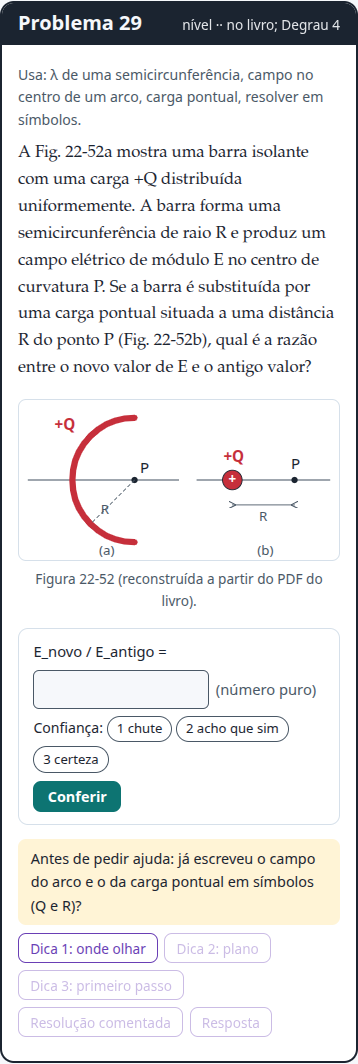 Problema 29
nível ·· no livro; Degrau 4
Usa: λ de uma semicircunferência, campo no
centro de um arco, carga pontual, resolver em
símbolos.
A Fig. 22-52a mostra uma barra isolante
com uma carga +Q distribuída
uniformemente. A barra forma uma
semicircunferência de raio R e produz um
campo elétrico de módulo E no centro de
curvatura P. Se a barra é substituída por
uma carga pontual situada a uma distância
R do ponto P (Fig. 22-52b), qual é a razão
entre o novo valor de E e o antigo valor?
+Q
P
R
(a)
+Q
P
+
R
(b)
Figura 22-52 (reconstruída a partir do PDF do
livro).
E_novo / E_antigo =
(número puro)
Confiança: 1 chute 2 acho que sim
3 certeza
Conferir
Antes de pedir ajuda: já escreveu o campo
do arco e o da carga pontual em símbolos
(Q e R)?
Dica 1: onde olhar Dica 2: plano
Dica 3: primeiro passo
Resolução comentada Resposta